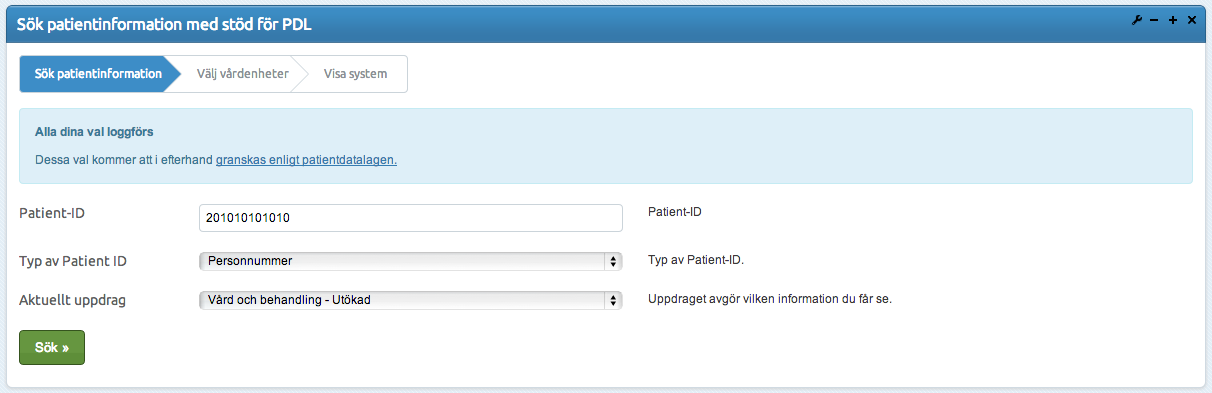 Sök patientinformation med stöd för PDL
Sök patientinformation Välj vårdenheter Visa system
Alla dina val loggförs
Dessa val kommer att i efterhand granskas enligt patientdatalagen.
Patient-ID 201010101010 Patient-ID
Typ av Patient ID Personnummer Typ av Patient-ID.
Aktuellt uppdrag Vård och behandling - Utökad Uppdraget avgör vilken information du får se.
Sök »